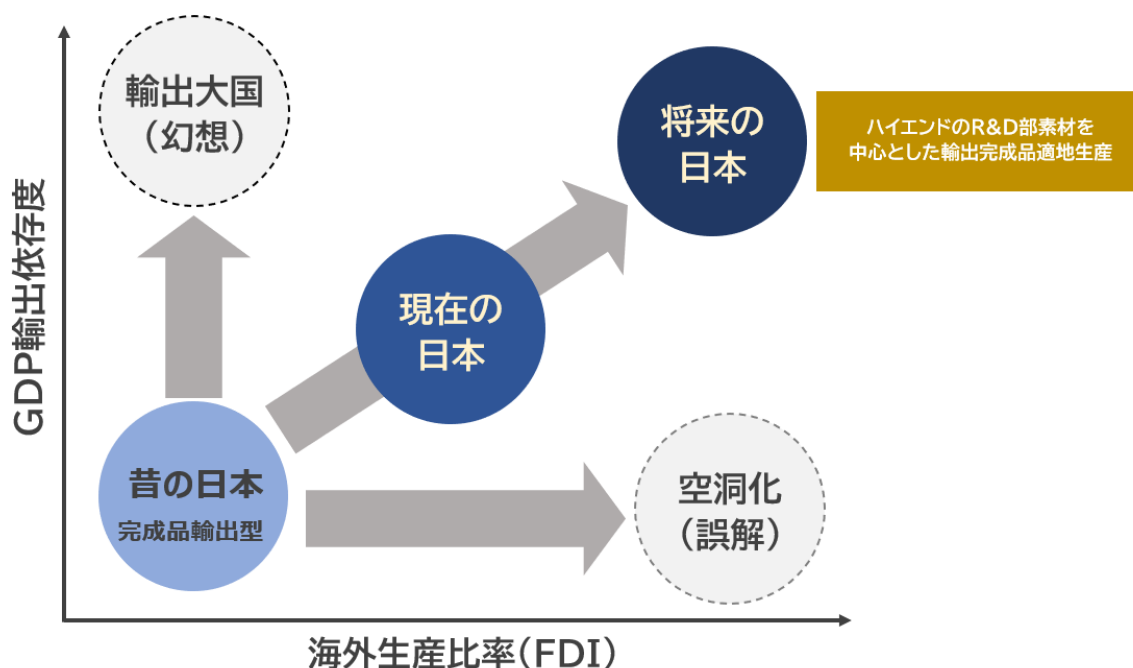 輸出大国
（幻想）
将来の
日本
ハイエンドのR&D部素材を
中心とした輸出完成品適地生産
GDP輸出依存度
現在の
日本
昔の日本
完成品輸出型
空洞化
（誤解）
海外生産比率（FDI）